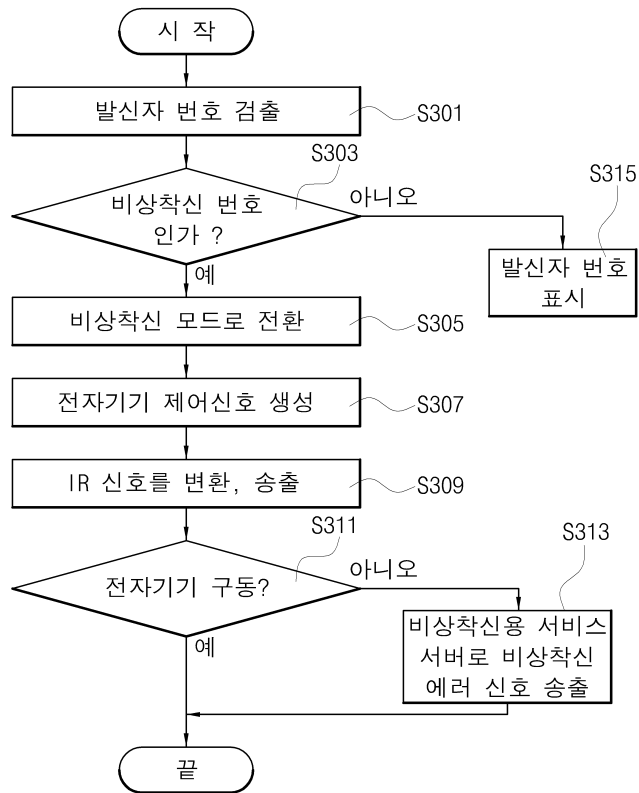 시 작
발신자 번호 검출
S301
S303
비상착신 번호
인가 ?
아니오
S315
발신자 번호
표시
예
비상착신 모드로 전환
S305
전자기기 제어신호 생성
S307
IR 신호를 변환, 송출
S309
S311
전자기기 구동?
아니오
S313
비상착신용 서비스
서버로 비상착신
에러 신호 송출
예
끝